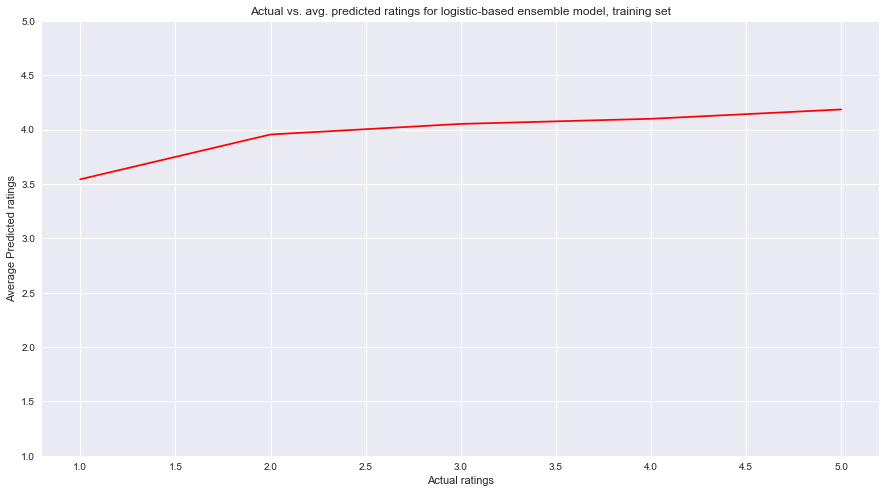 Actual vs. avg. predicted ratings for logistic-based ensemble model, training set
5.0
4.5
4.0
3.5
3.0
2.5
2.0
1.5
1.0
Average Predicted ratings
1.0 1.5 2.0 2.5 3.0 3.5 4.0 4.5 5.0
Actual ratings